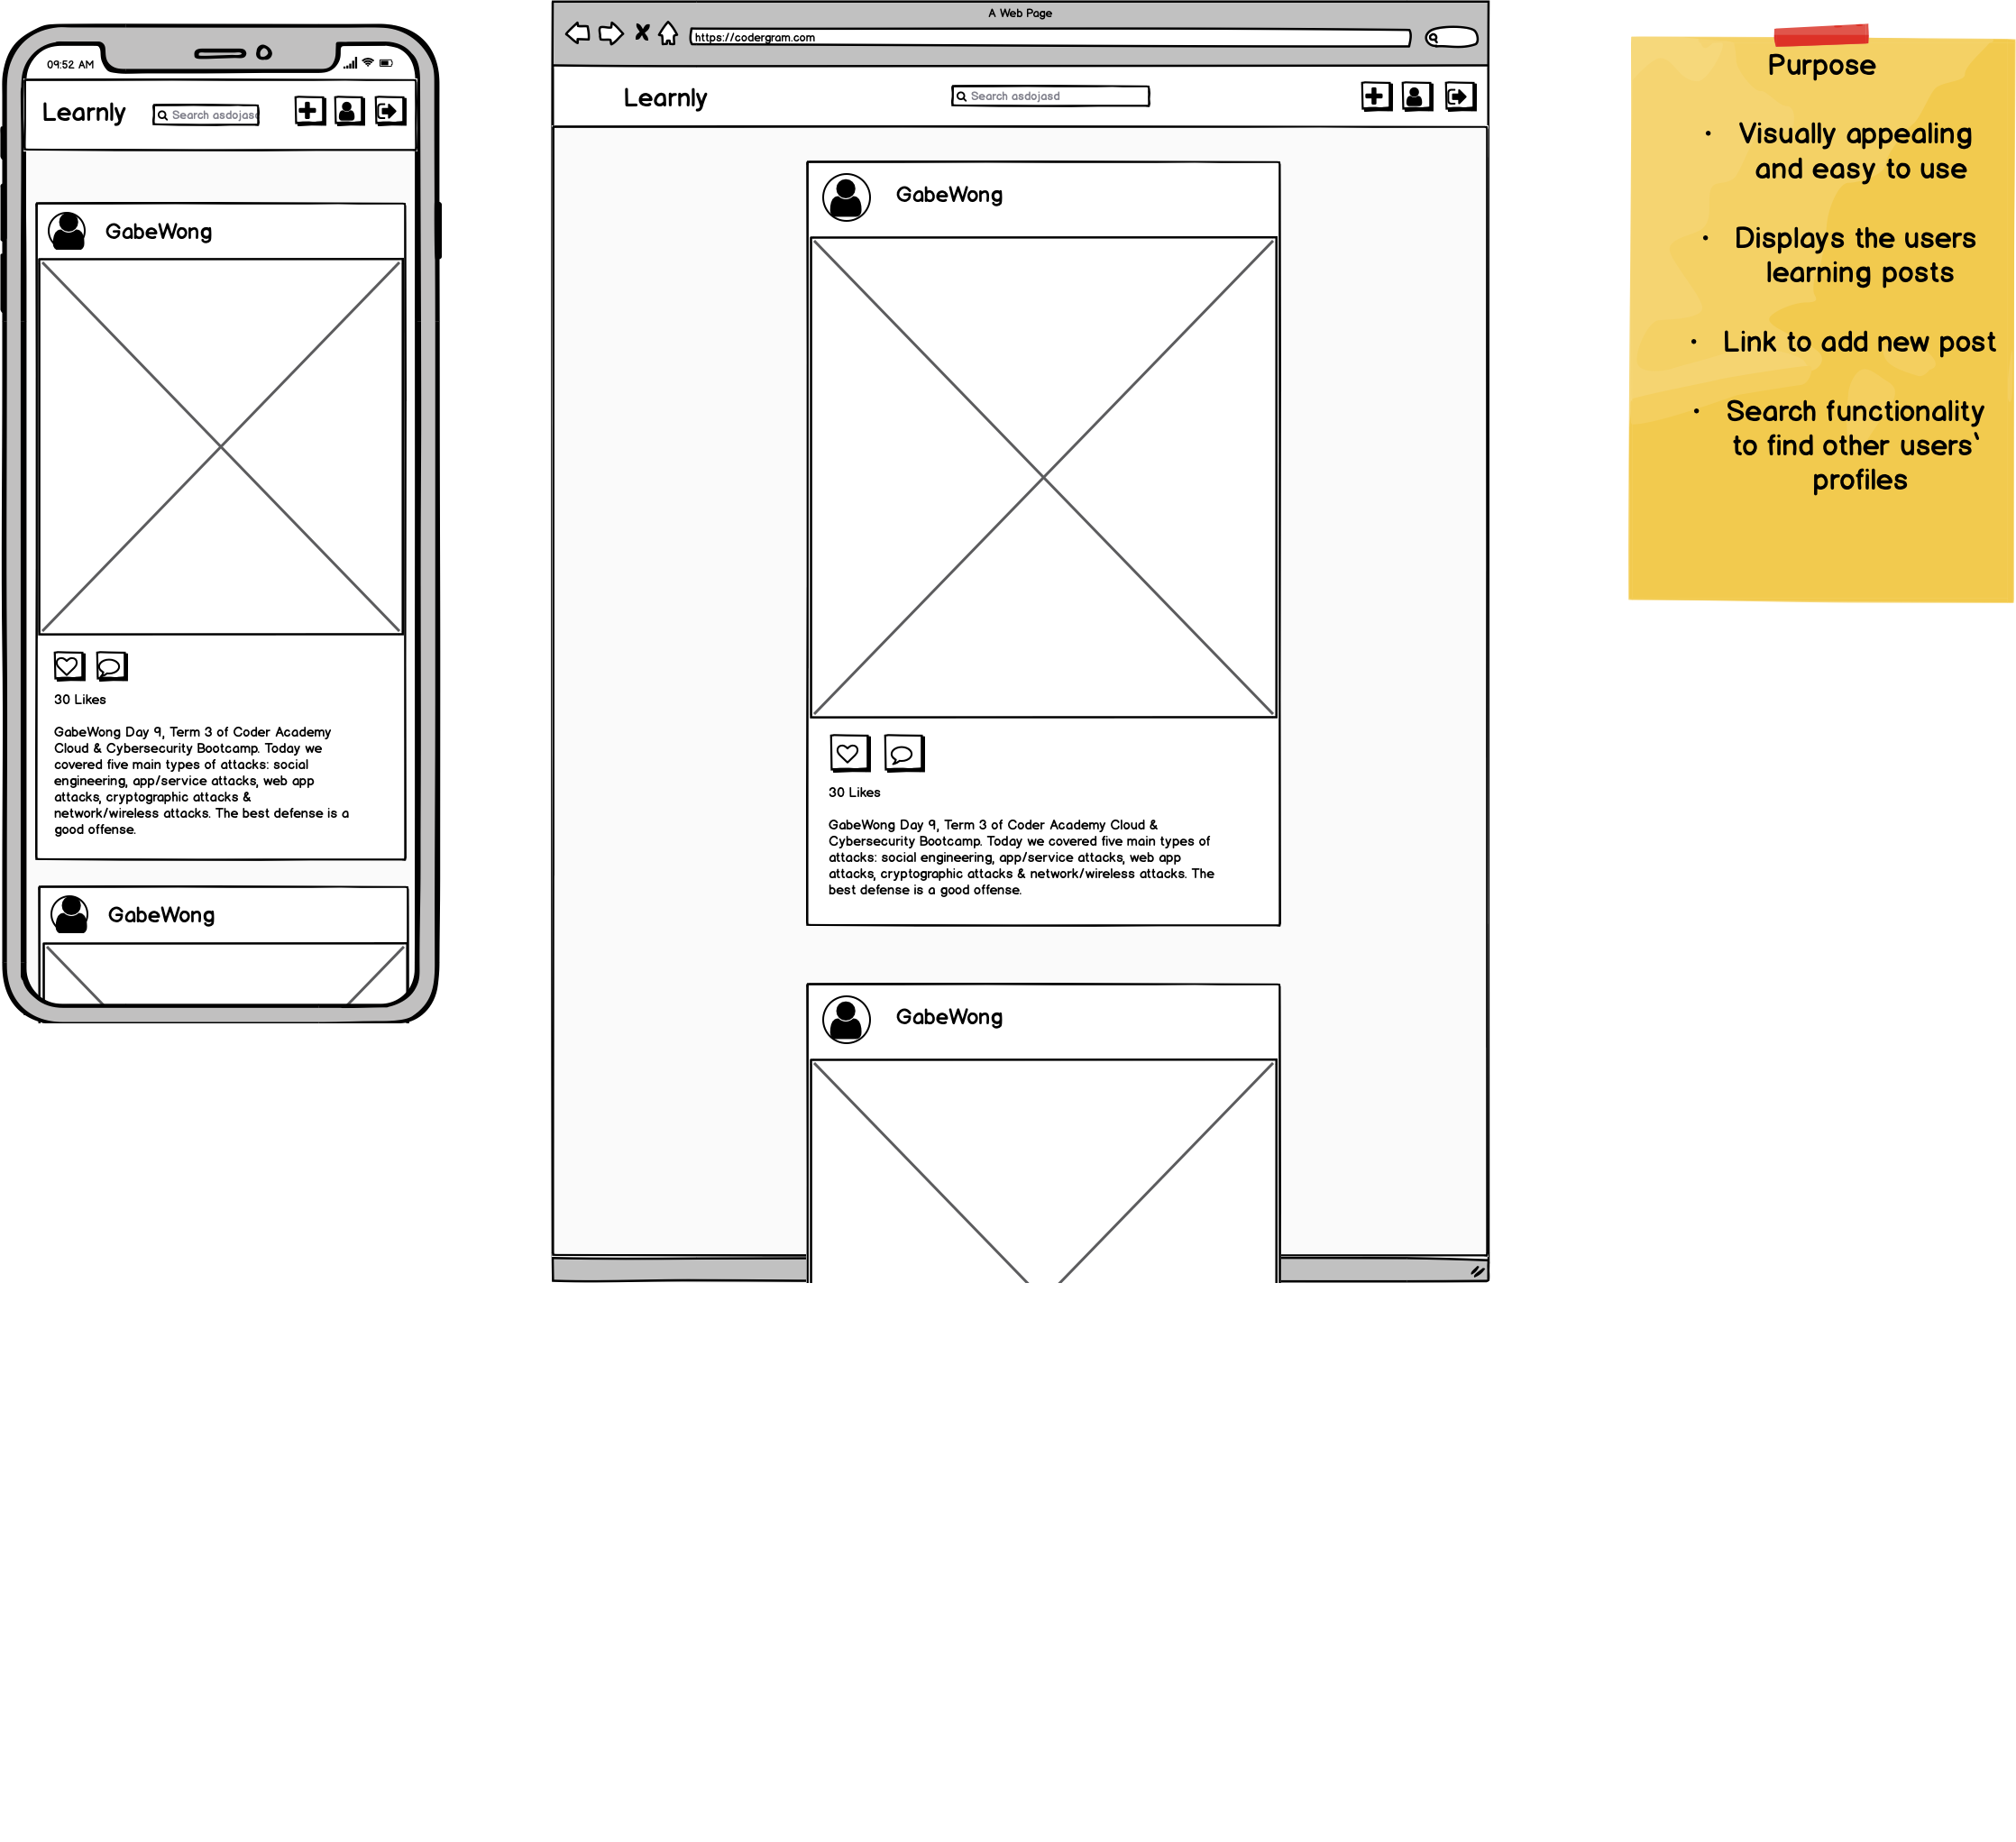 09:52 AM
Learnly
Search asdojasd
GabeWong
30 Likes
GabeWong Day 9, Term 3 of Coder Academy
Cloud & Cybersecurity Bootcamp. Today we
covered five main types of attacks: social
engineering, app/service attacks, web app
attacks, cryptographic attacks &
network/wireless attacks. The best defense is a
good offense.
GabeWong
A Web Page
https://codergram.com
Learnly
Search asdojasd
GabeWong
30 Likes
GabeWong Day 9, Term 3 of Coder Academy Cloud &
Cybersecurity Bootcamp. Today we covered five main types of
attacks: social engineering, app/service attacks, web app
attacks, cryptographic attacks & network/wireless attacks. The
best defense is a good offense.
GabeWong
Purpose
• Visually appealing
and easy to use
• Displays the users
learning posts
• Link to add new post
• Search functionality
to find other users`
profiles